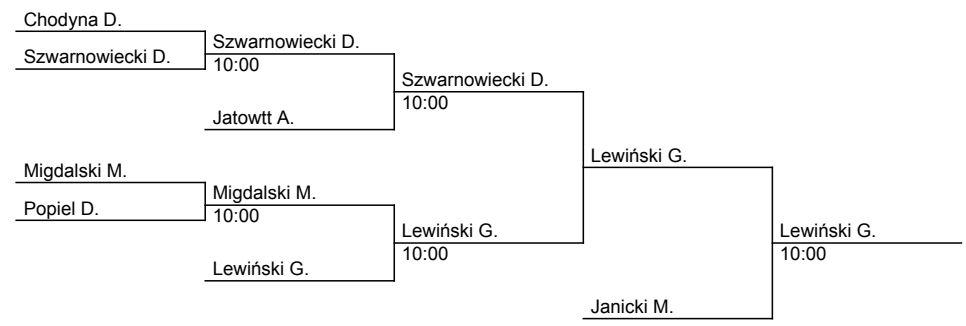 Chodyna D.
Szwarnowiecki D.
Szwarnowiecki D.
10:00
Szwarnowiecki D.
10:00
Jatowtt A.
Lewiński G.
Migdalski M.
Migdalski M.
Popiel D.
10:00
Lewiński G.
Lewiński G.
10:00
10:00
Lewiński G.
Janicki M.